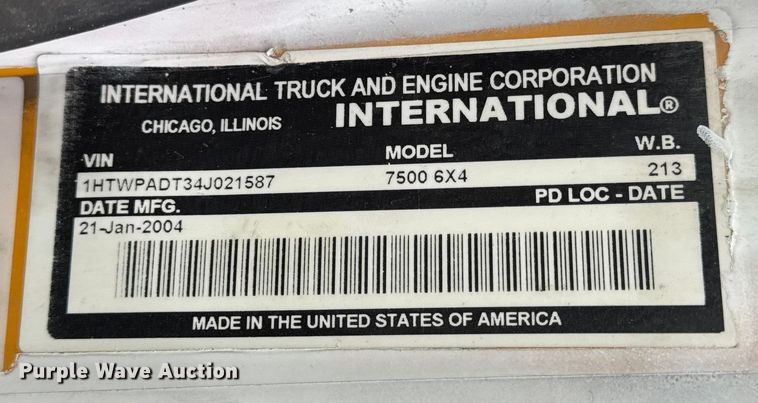 INTERNATIONAL TRUCK AND ENGINE CORPORATION
CHICAGO, ILLINOIS INTERNATIONAL®
VIN MODEL W.B.
1HTWPADT34J021587 7500 6X4 213
DATE MFG. PD LOC - DATE
21-Jan-2004
MADE IN THE UNITED STATES OF AMERICA
Purple Wave Auction